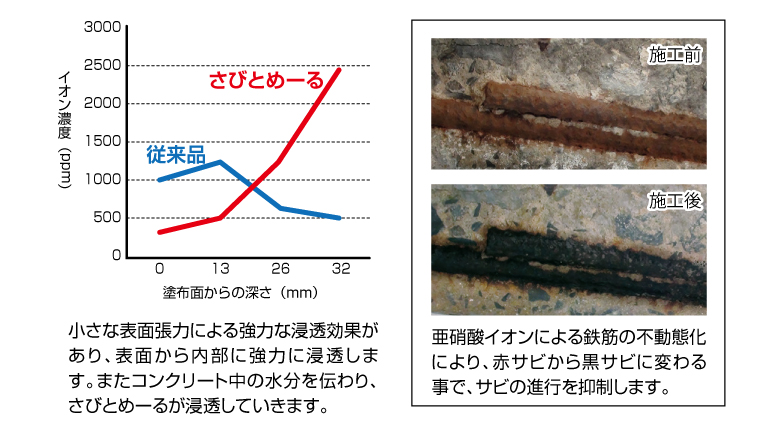 3000
2500
2000
1500
1000
500
0
イオン濃度（ppm）
さびとめーる
従来品
0 13 26 32
塗布面からの深さ（mm）
小さな表面張力による強力な浸透効果が
あり、表面から内部に強力に浸透しま
す。またコンクリート中の水分を伝わり、
さびとめーるが浸透していきます。
施工前
施工後
亜硝酸イオンによる鉄筋の不動態化
により、赤サビから黒サビに変わる
事で、サビの進行を抑制します。